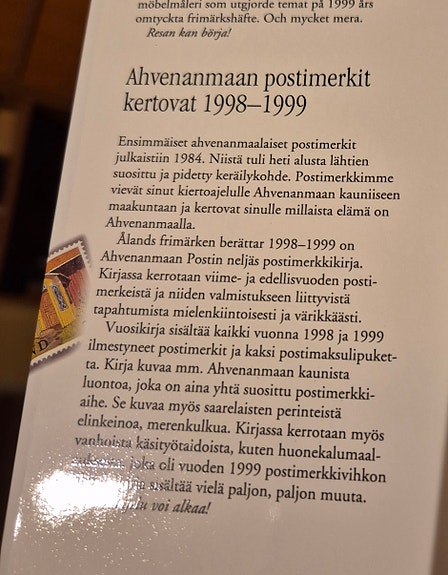 möbelmåleri som utgjorde temat på 1999 års
omtyckta frimärkshäfte. Och mycket mera.
Resan kan börja!
Ahvenanmaan postimerkit
kertovat 1998–1999
Ensimmäiset ahvenanmaalaiset postimerkit
julkaistiin 1984. Niistä tuli heti alusta lähtien
suosittu ja pidetty keräilykohde. Postimerkkimme
vievät sinut kiertoajelulle Ahvenanmaan kauniiseen
maakuntaan ja kertovat sinulle millaista elämä on
Ahvenanmaalla.
Ålands frimärken berättar 1998–1999 on
Ahvenanmaan Postin neljäs postimerkkikirja.
Kirjassa kerrotaan viime- ja edellisvuoden posti-
merkeistä ja niiden valmistukseen liittyvistä
tapahtumista mielenkiintoisesti ja värikkäästi.
Vuosikirja sisältää kaikki vuonna 1998 ja 1999
ilmestyneet postimerkit ja kaksi postimaksulipuket-
ta. Kirja kuvaa mm. Ahvenanmaan kaunista
luontoa, joka on aina yhtä suosittu postimerkki-
aihe. Se kuvaa myös saarelaisten perinteistä
elinkeinoa, merenkulkua. Kirjassa kerrotaan myös
vanhoista käsityötaidoista, kuten huonekalumaal-
joka oli vuoden 1999 postimerkkivihkon
sisältää vielä paljon, paljon muuta.
voi alkaa!